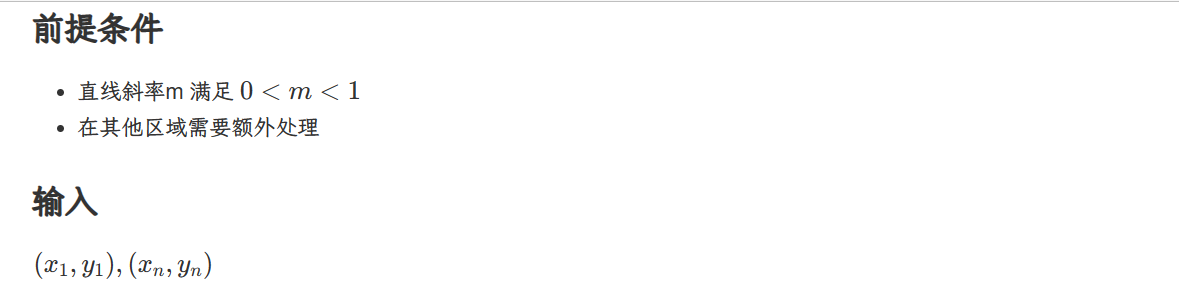 前提条件
• 直线斜率m 满足 0 < m < 1
• 在其他区域需要额外处理
输入
(x₁, y₁), (xₙ, yₙ)